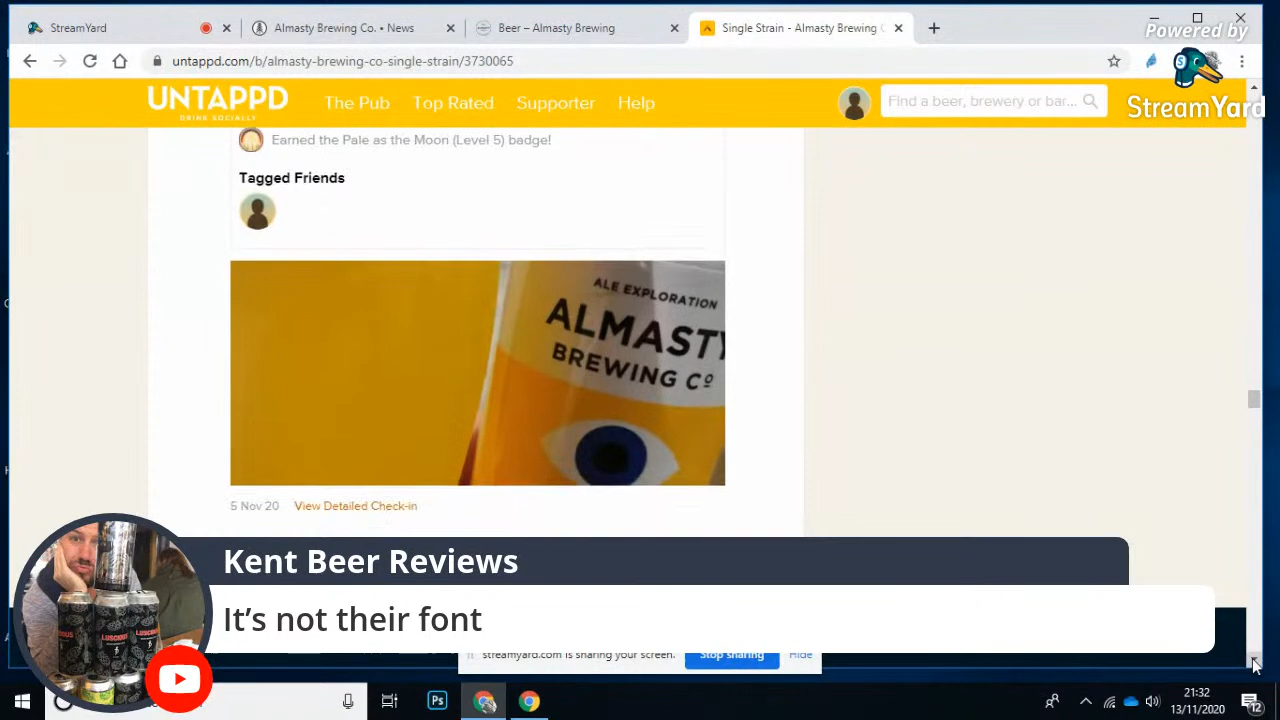 StreamYard
Almasty Brewing Co. • News
Beer – Almasty Brewing
Single Strain - Almasty Brewing
Powered by
StreamYard
untappd.com/b/almasty-brewing-co-single-strain/3730065
UNTAPPD
DRINK SOCIALLY
The Pub
Top Rated
Supporter
Help
Find a beer, brewery or bar...
Earned the Pale as the Moon (Level 5) badge!
Tagged Friends
ALE EXPLORATION
ALMASTY
BREWING Cº
5 Nov 20
View Detailed Check-in
Kent Beer Reviews
It’s not their font
LUSCIOUS
streamyard.com is sharing your screen.
Stop sharing
Hide
Ps
21:32
13/11/2020
12